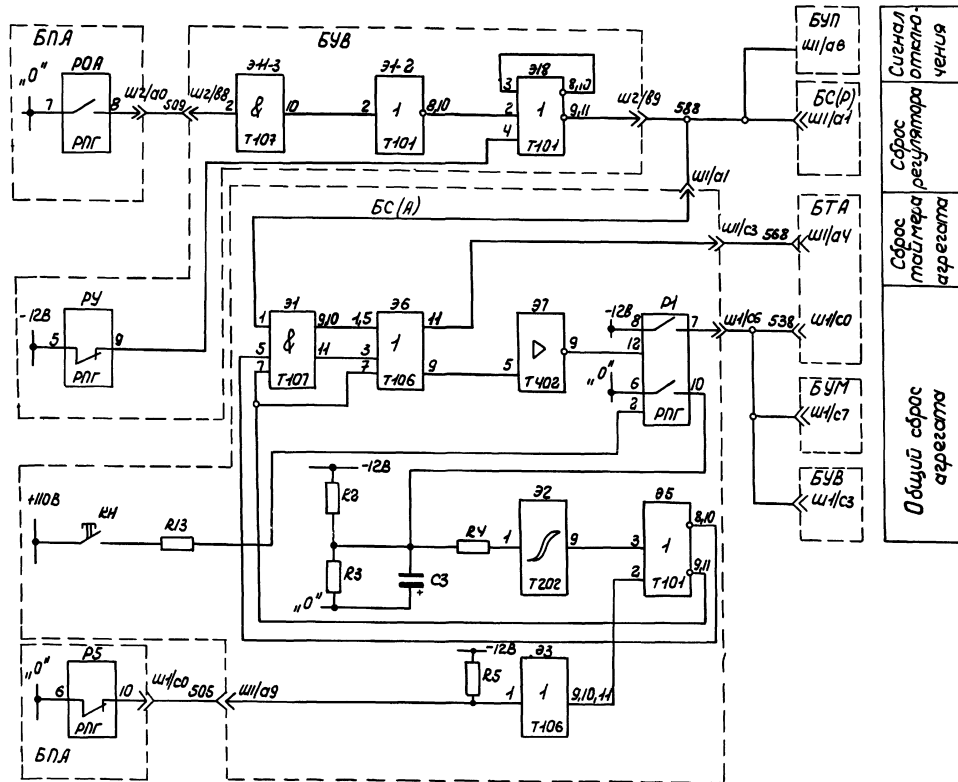 БПА
"0"
РОА
7
8
РПГ
Ш2/а0
509
Ш2/В8
БУВ
Э11-3
2
&
10
Т107
Э1-2
2
1
8,10
Т101
Э18
3
8,10
2
1
9,11
4
Т101
Ш2/В9
588
БУП
Ш1/а8
БС(Р)
Ш1/а1
Сигнал отключения
Сброс регулятора
Сброс таймера агрегата
Общий сброс агрегата
Ш1/а1
БС(А)
Ш1/С3
568
БТА
Ш1/а4
РУ
-12В
5
9
РПГ
Э1
1
9,10
5
&
11
7
Т107
Э6
1,5
11
3
1
7
9
Т106
Э7
5
9
Т402
-12В
Р1
8
7
12
"0"
6
10
2
РПГ
Ш1/С6
538
Ш1/С0
БУМ
Ш1/С7
БУВ
Ш1/С3
+110В
КН
R13
-12В
R2
R3
"0"
С3
+
R4
Э2
1
9
Т202
Э5
8,10
3
1
9,11
2
Т101
"0"
Р5
6
10
РПГ
БПА
Ш1/С0
505
Ш1/а9
-12В
R5
Э3
1
1
9,10,11
Т106